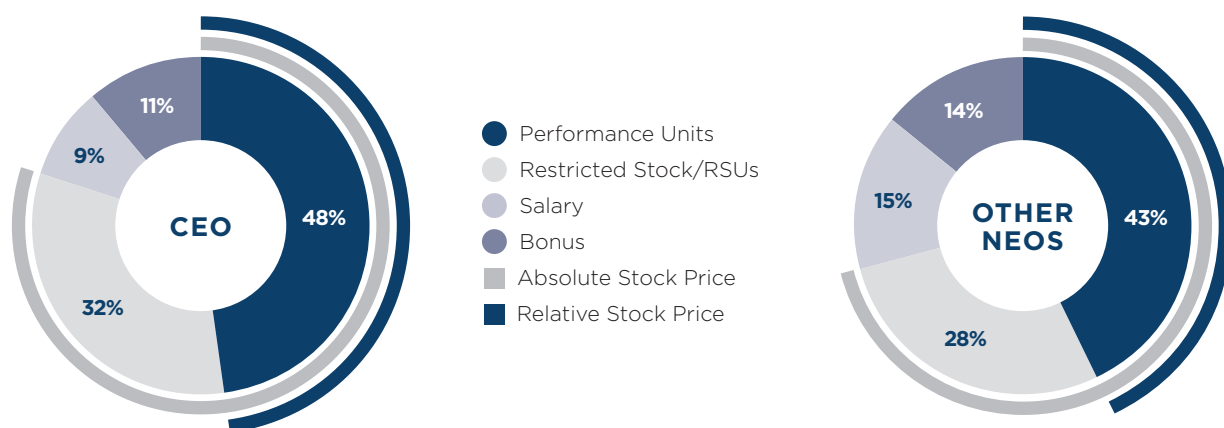 11%
9%
48%
CEO
32%
Performance Units
Restricted Stock/RSUs
Salary
Bonus
Absolute Stock Price
Relative Stock Price
14%
15%
43%
OTHER
NEOS
28%